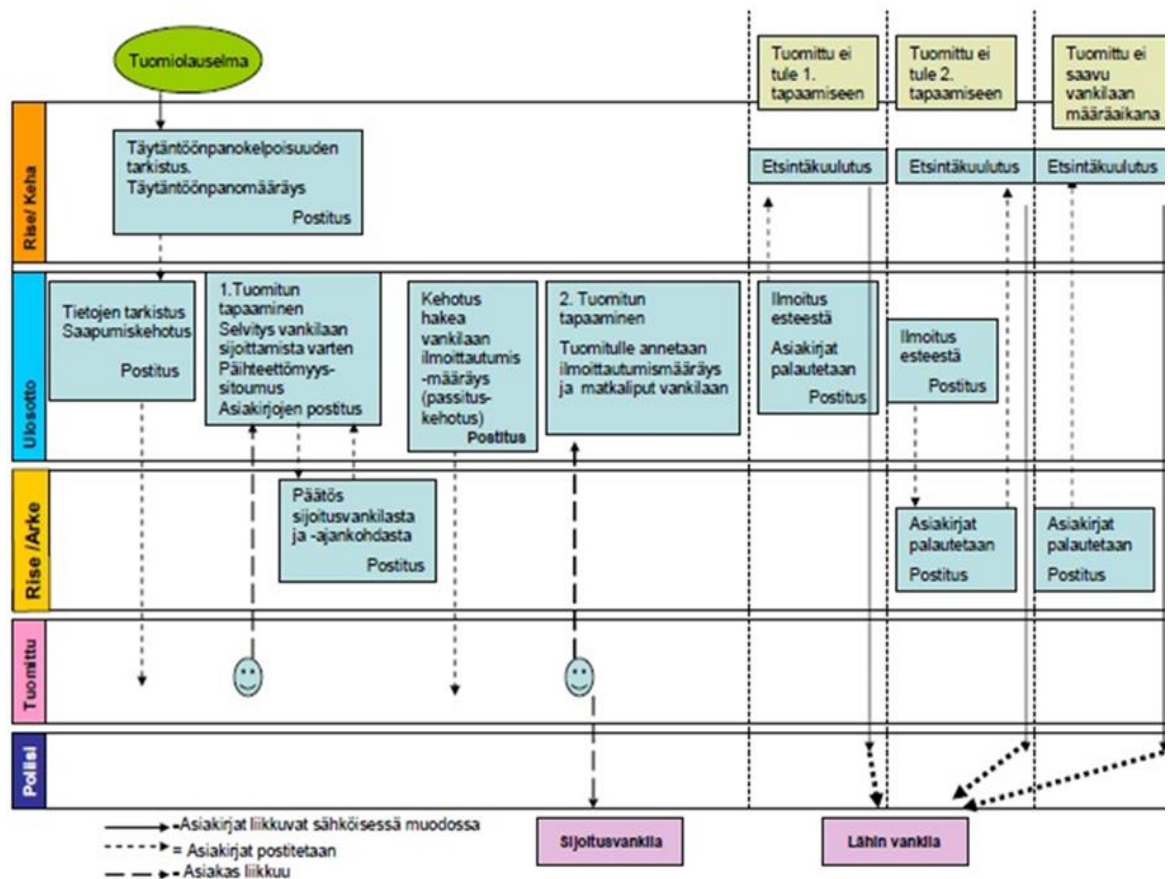 Tuomiolauselma
Tuomittu ei
tule 1.
tapaamiseen
Tuomittu ei
tule 2.
tapaamiseen
Tuomittu ei
saavu
vankilaan
määräaikana
Rise/ Keha
Täytäntöönpanokelpoisuuden
tarkistus.
Täytäntöönpanomääräys
Postitus
Etsintäkuulutus
Etsintäkuulutus
Etsintäkuulutus
Ulosotto
Tietojen tarkistus
Saapumiskehotus
Postitus
1.Tuomitun
tapaaminen
Selvitys vankilaan
sijoittamista varten
Päihteettömyys-
sitoumus
Asiakirjojen postitus
Kehotus
hakea
vankilaan
ilmoittautumis
-määräys
(passitus-
kehotus)
Postitus
2. Tuomitun
tapaaminen
Tuomitulle annetaan
ilmoittautumismääräys
ja matkaliput vankilaan
Ilmoitus
esteestä
Asiakirjat
palautetaan
Postitus
Ilmoitus
esteestä
Postitus
Rise /Arke
Päätös
sijoitusvankilasta
ja -ajankohdasta
Postitus
Asiakirjat
palautetaan
Postitus
Asiakirjat
palautetaan
Postitus
Tuomittu
Poliisi
=Asiakirjat liikkuvat sähköisessä muodossa
= Asiakirjat postitetaan
= Asiakas liikkuu
Sijoitusvankila
Lähin vankila